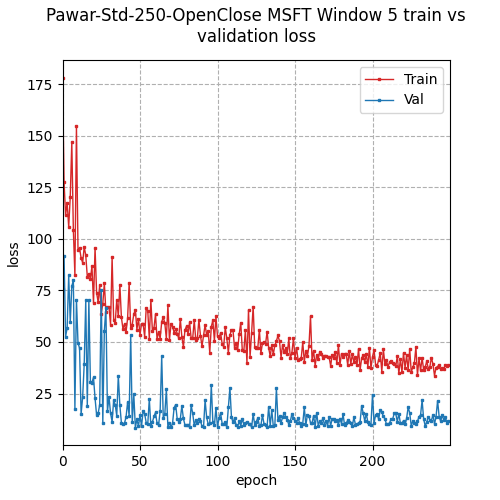 Pawar-Std-250-OpenClose MSFT Window 5 train vs
validation loss
Train
Val
175
150
125
100
75
50
25
loss
0
50
100
150
200
epoch